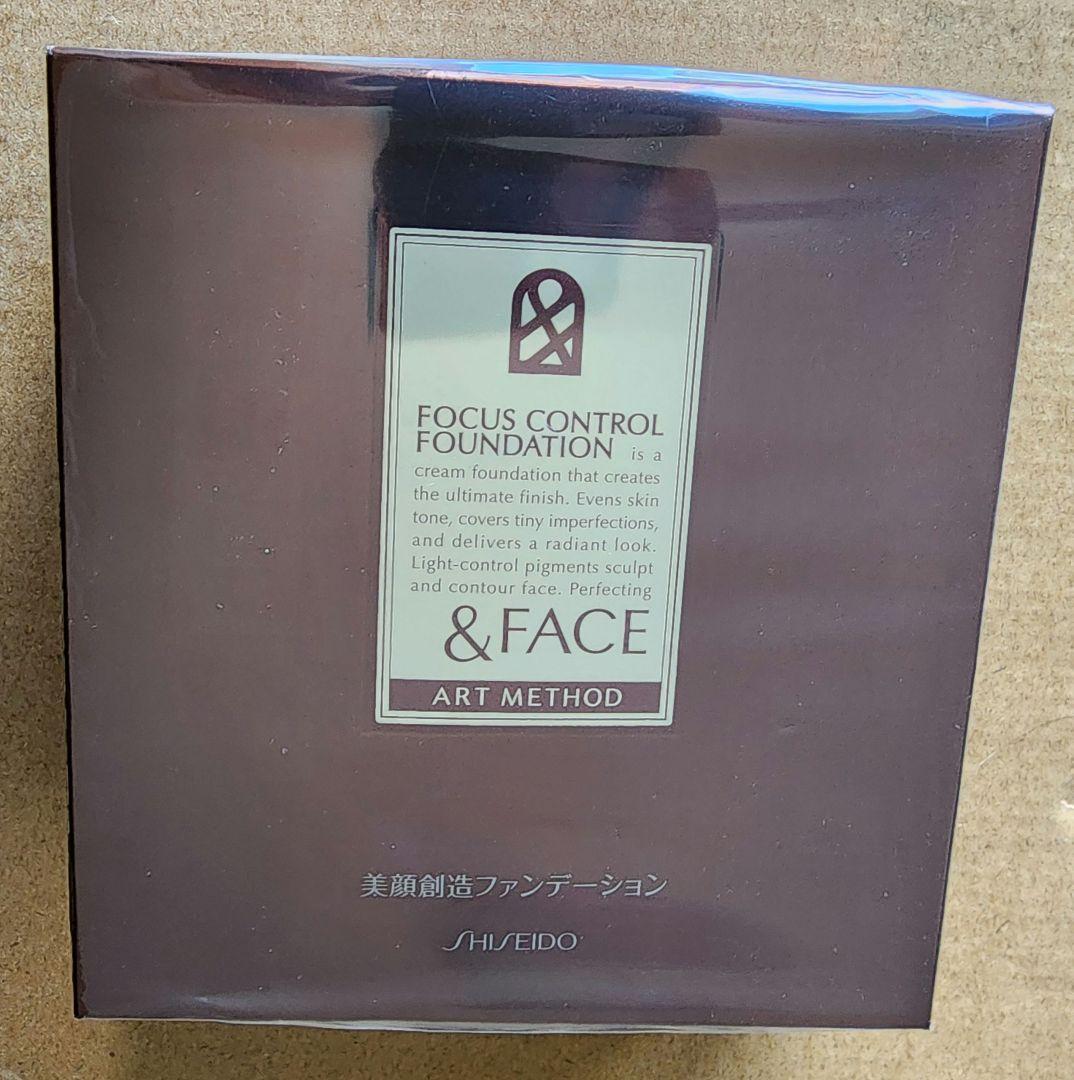 FOCUS CONTROL
FOUNDATION is a
cream foundation that creates
the ultimate finish. Evens skin
tone, covers tiny imperfections,
and delivers a radiant look.
Light-control pigments sculpt
and contour face. Perfecting
&FACE
ART METHOD
美顔創造ファンデーション
SHISEIDO